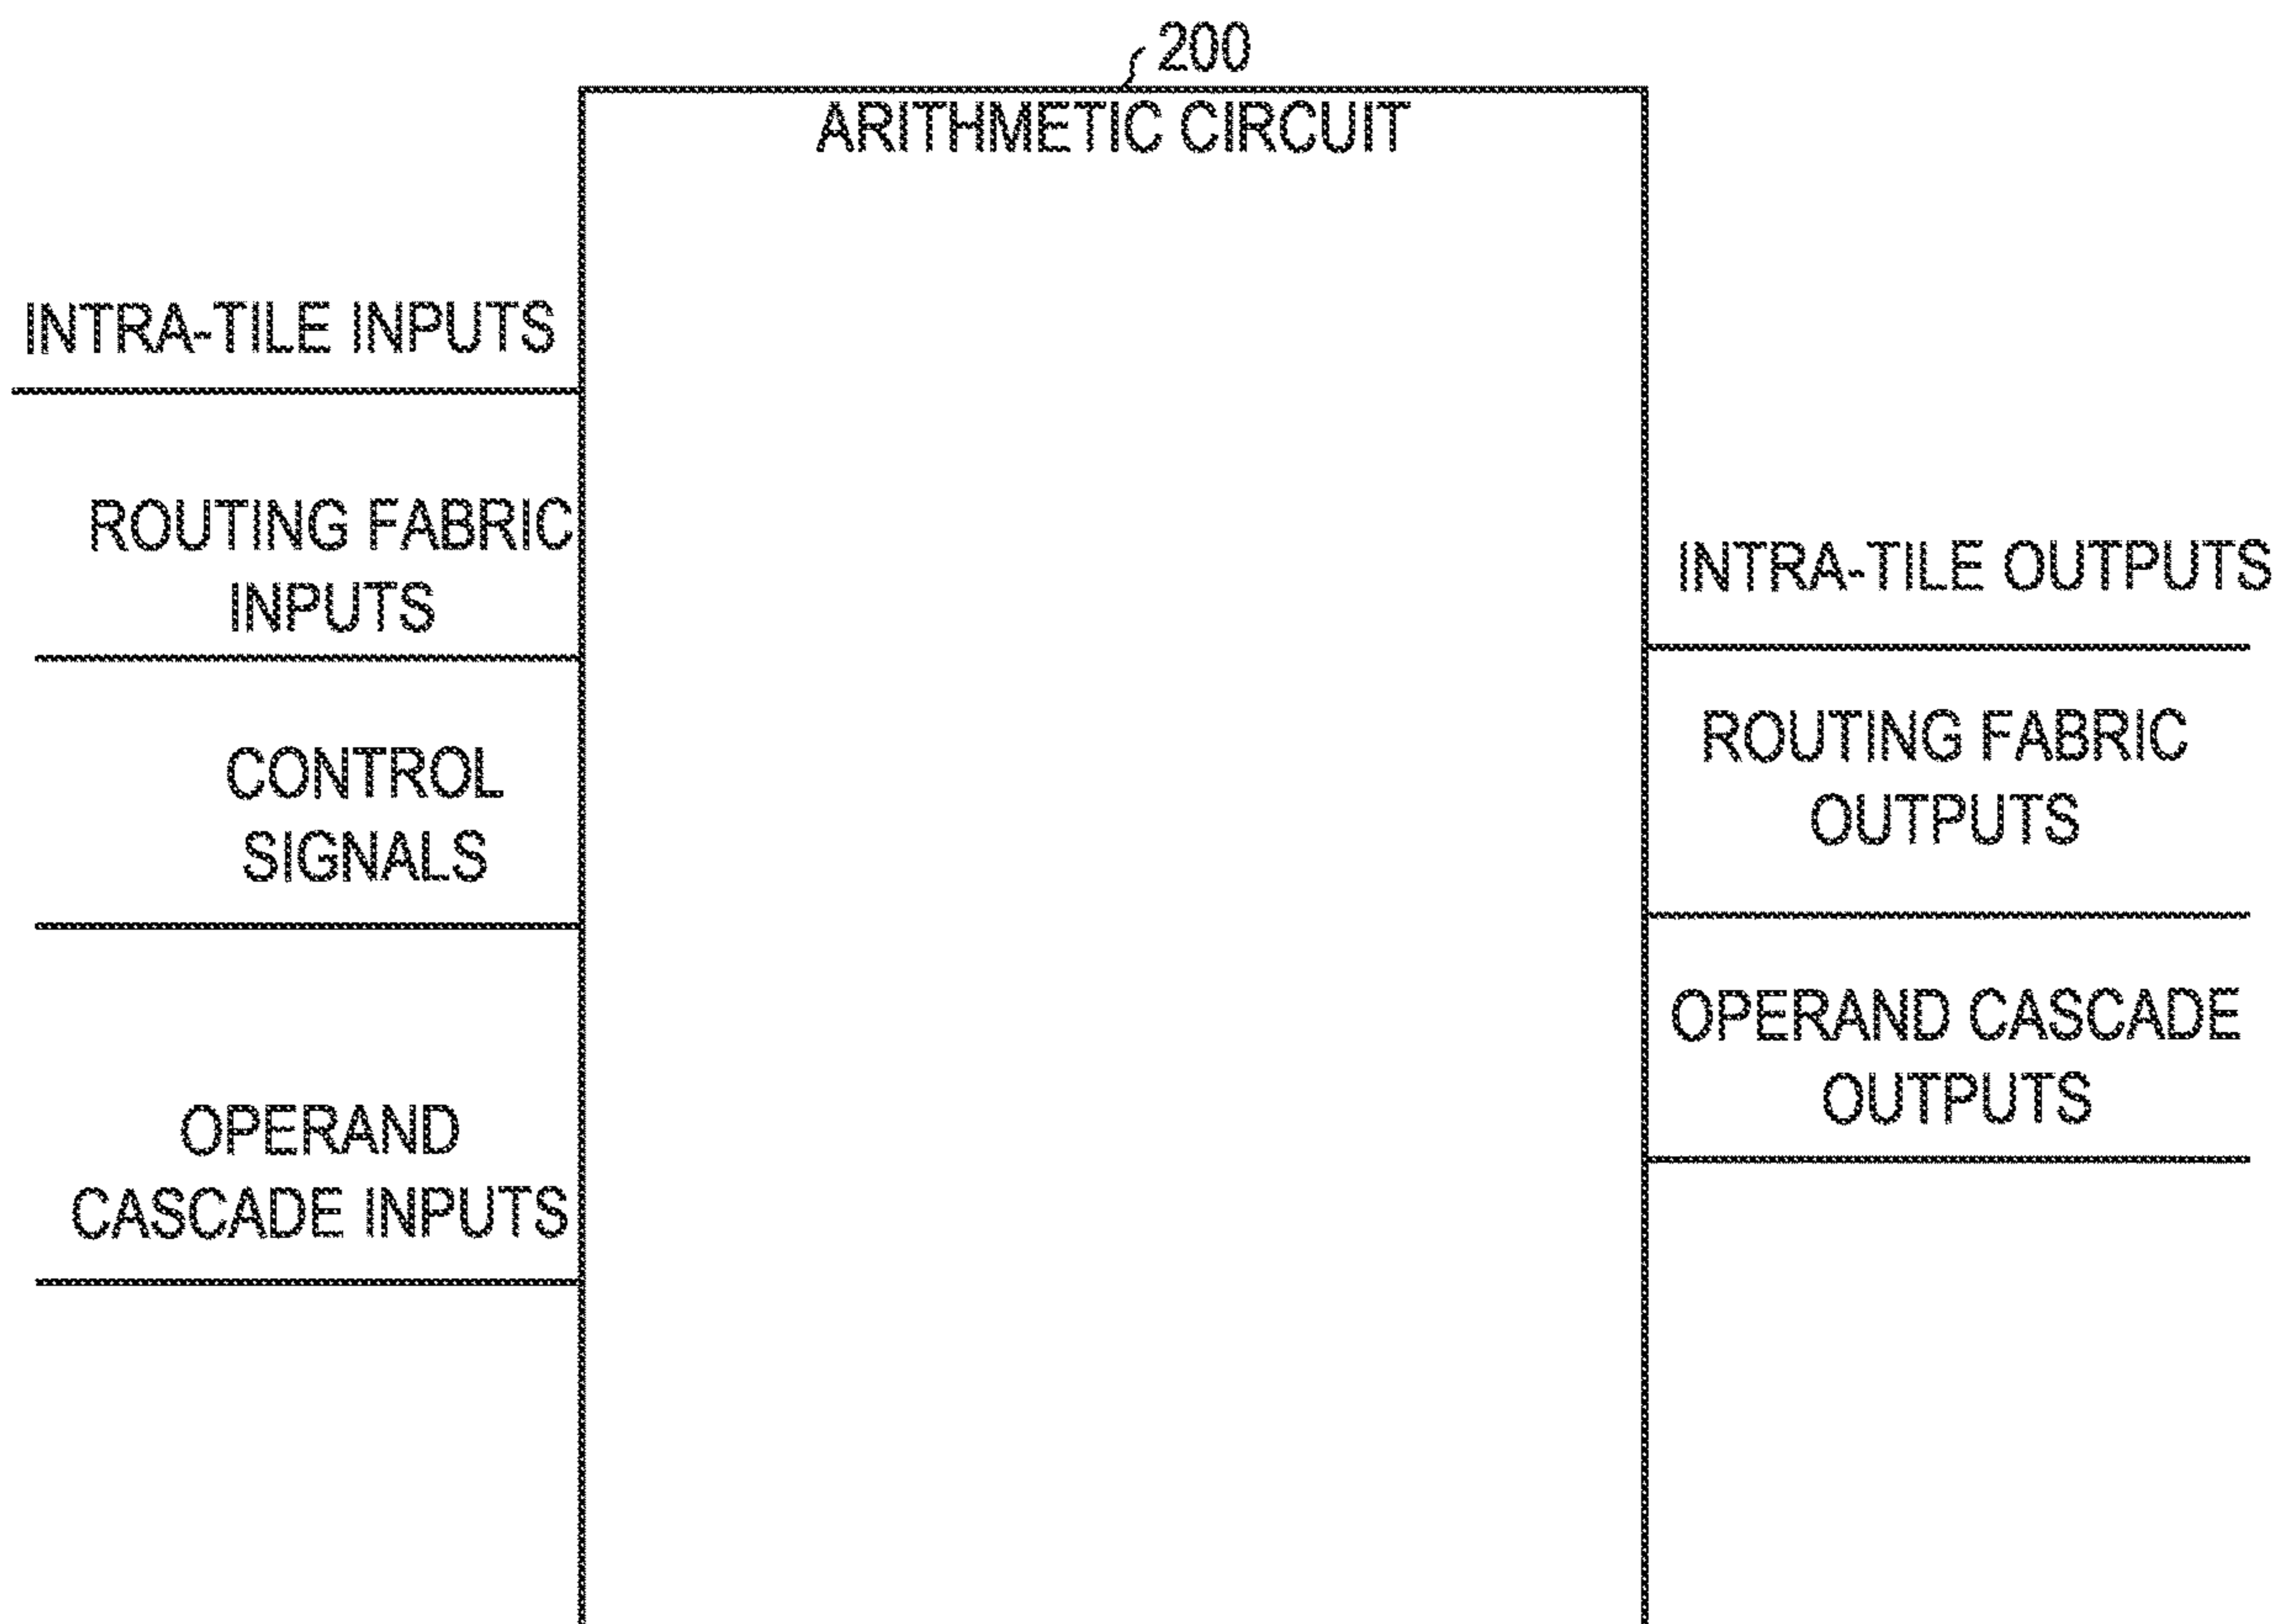 200
ARITHMETIC CIRCUIT
INTRA-TILE INPUTS
ROUTING FABRIC
INPUTS
CONTROL
SIGNALS
OPERAND
CASCADE INPUTS
INTRA-TILE OUTPUTS
ROUTING FABRIC
OUTPUTS
OPERAND CASCADE
OUTPUTS